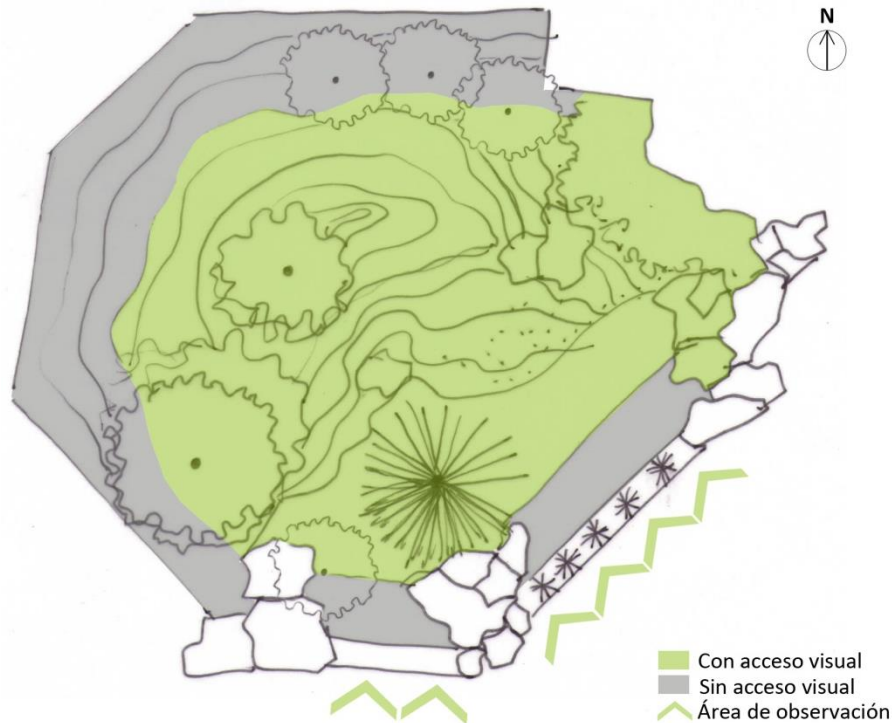 N
Con acceso visual
Sin acceso visual
Área de observación